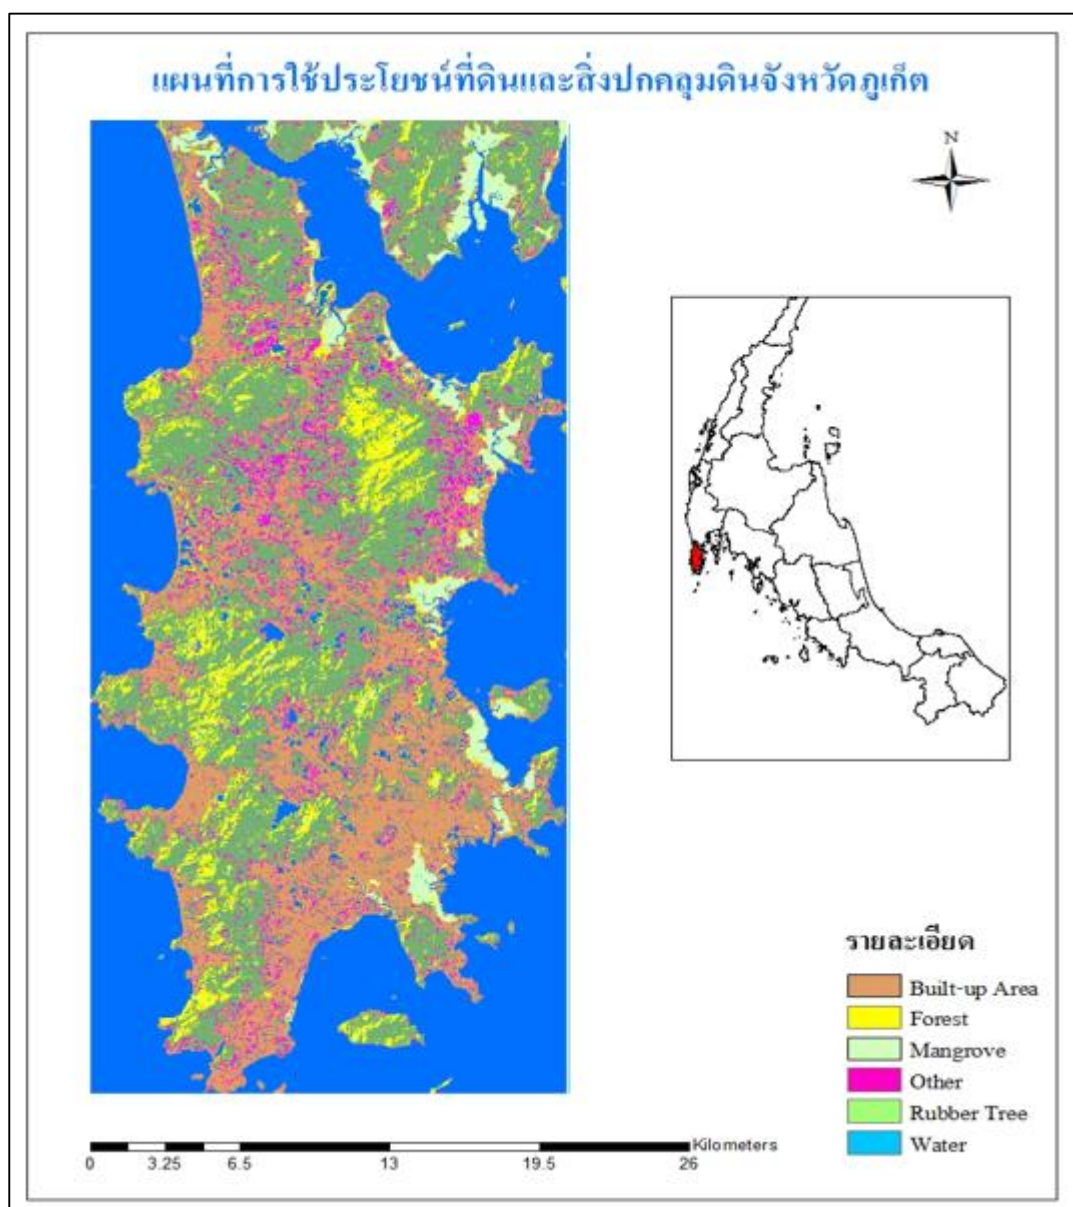 แผนที่การใช้ประโยชน์ที่ดินและสิ่งปกคลุมดินจังหวัดภูเก็ต
N
รายละเอียด
Built-up Area
Forest
Mangrove
Other
Rubber Tree
Water
Kilometers
0 3.25 6.5 13 19.5 26